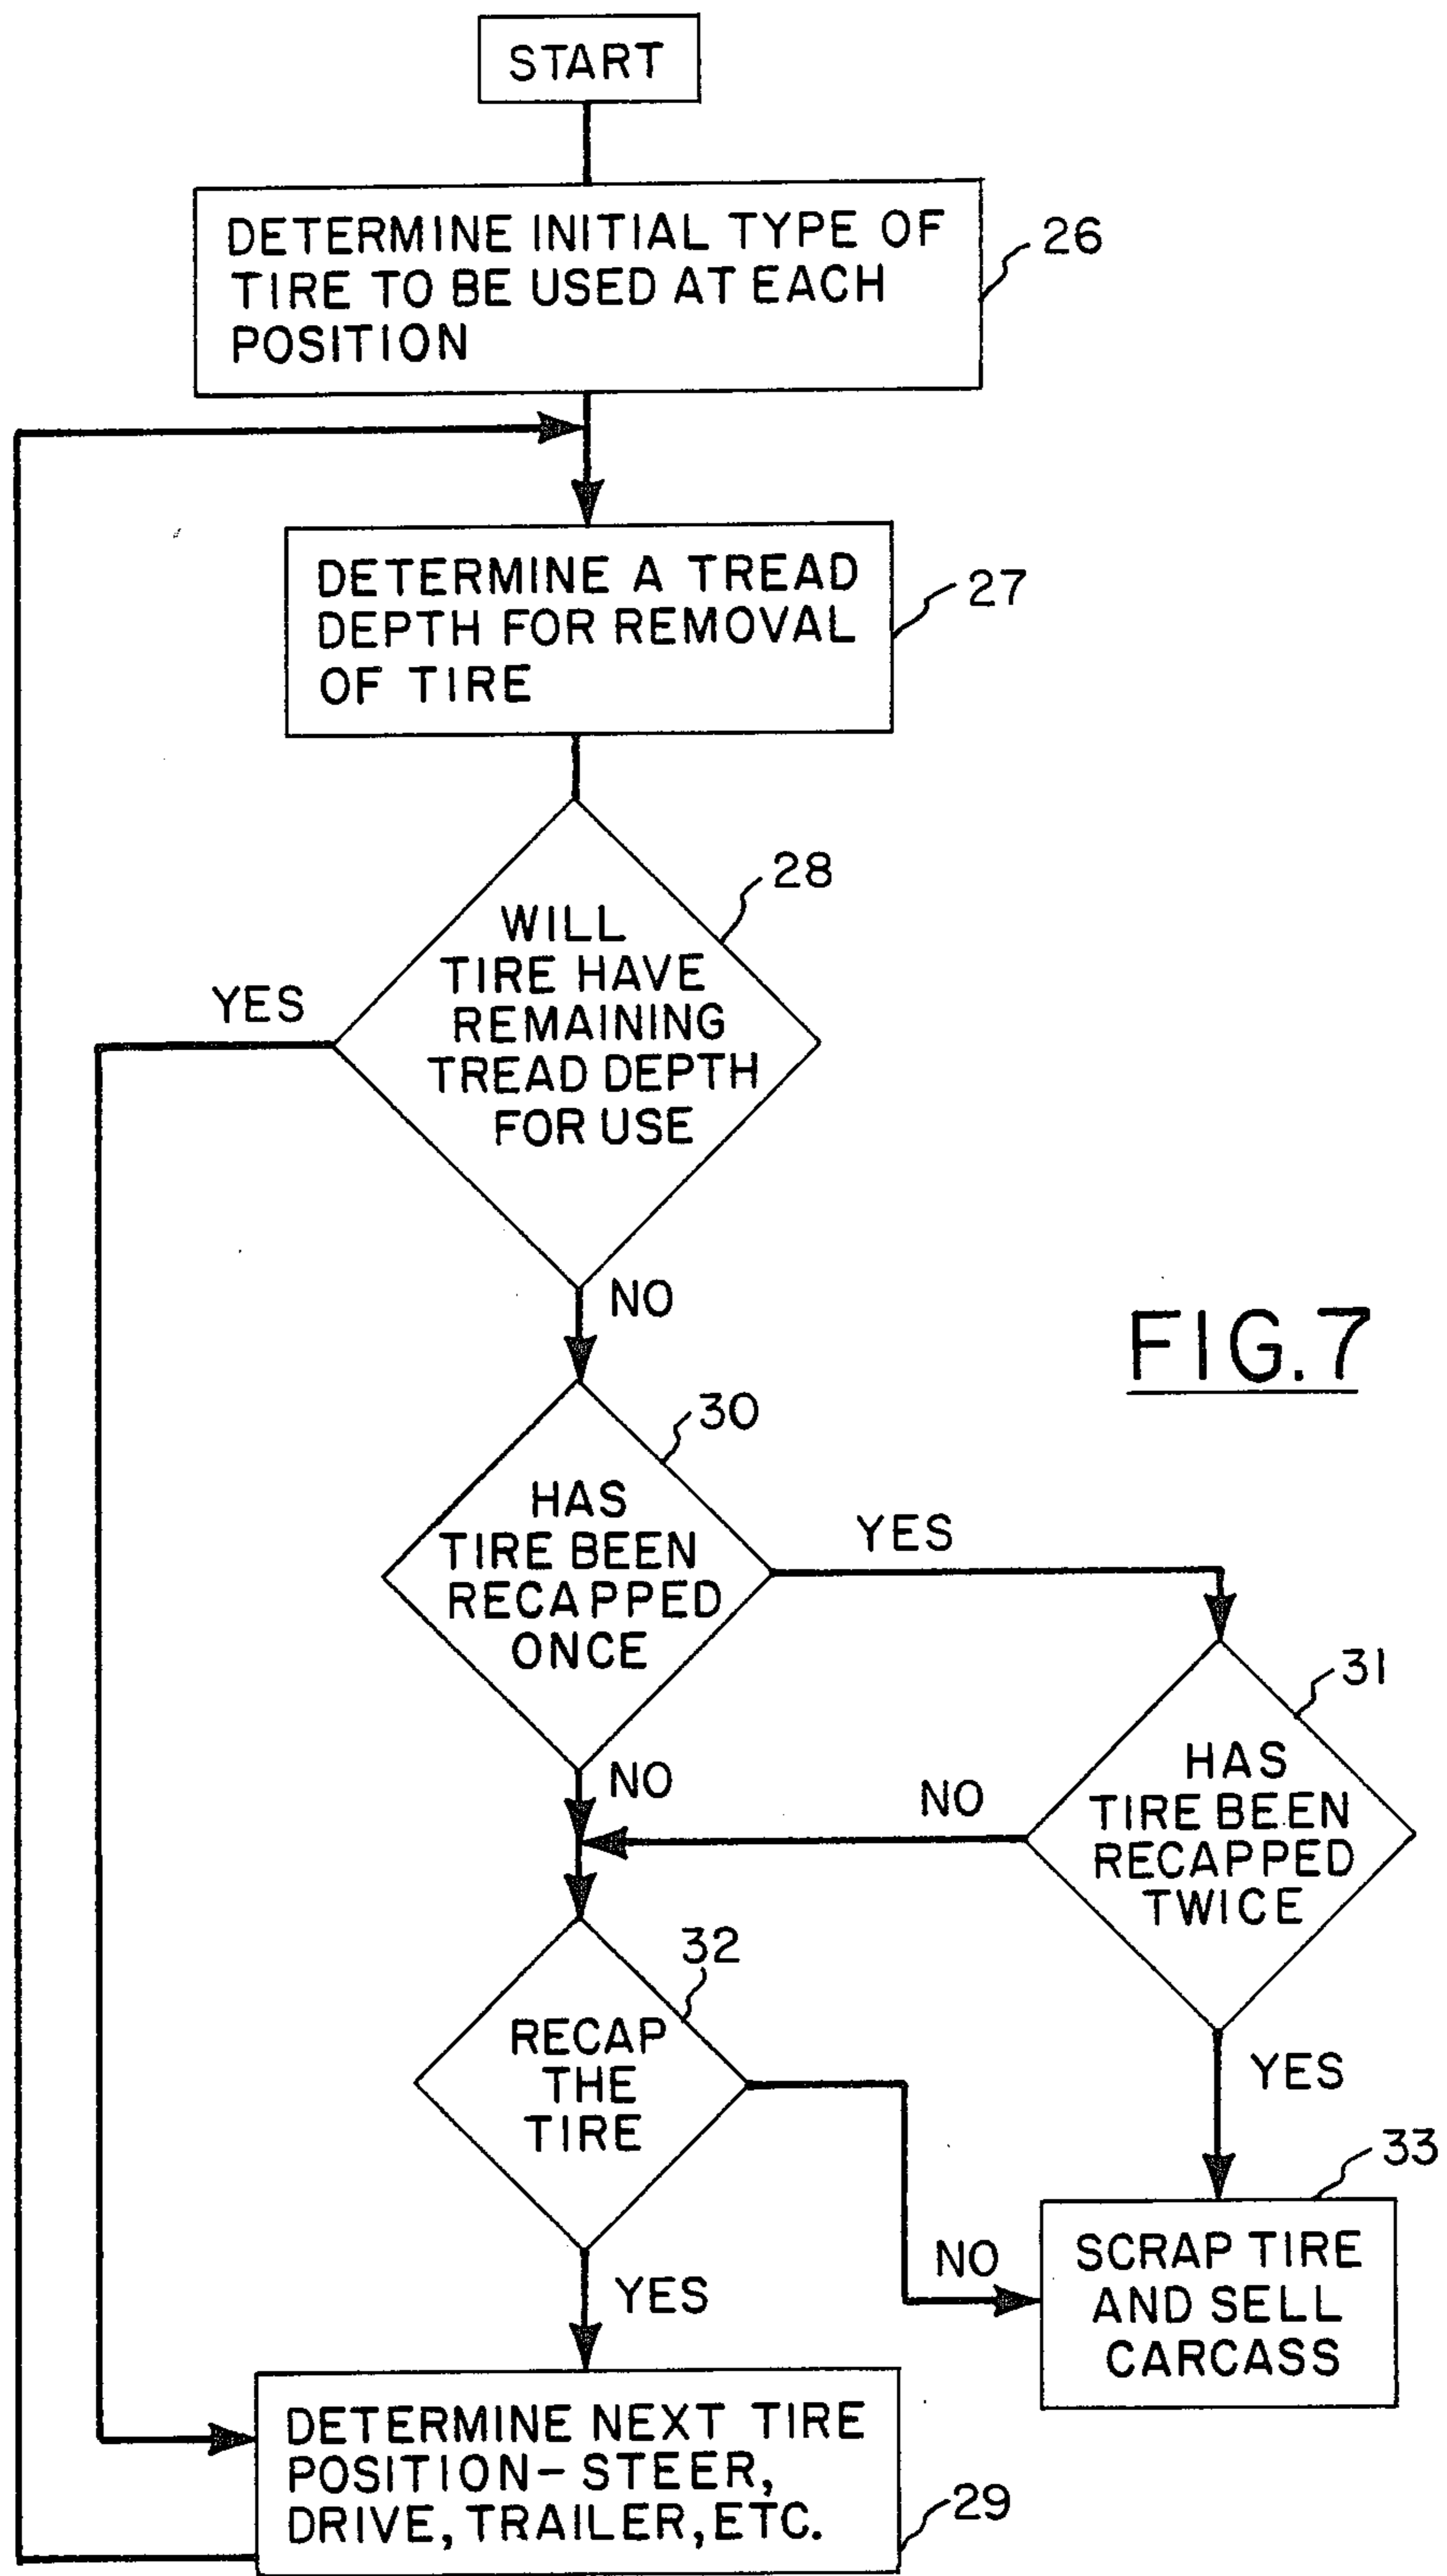 START
DETERMINE INITIAL TYPE OF
TIRE TO BE USED AT EACH
POSITION
26
DETERMINE A TREAD
DEPTH FOR REMOVAL
OF TIRE
27
28
WILL
TIRE HAVE
REMAINING
TREAD DEPTH
FOR USE
YES
NO
FIG.7
30
HAS
TIRE BEEN
RECAPPED
ONCE
YES
NO
31
HAS
TIRE BEEN
RECAPPED
TWICE
NO
YES
32
RECAP
THE
TIRE
NO
YES
33
SCRAP TIRE
AND SELL
CARCASS
DETERMINE NEXT TIRE
POSITION-STEER,
DRIVE, TRAILER, ETC.
29